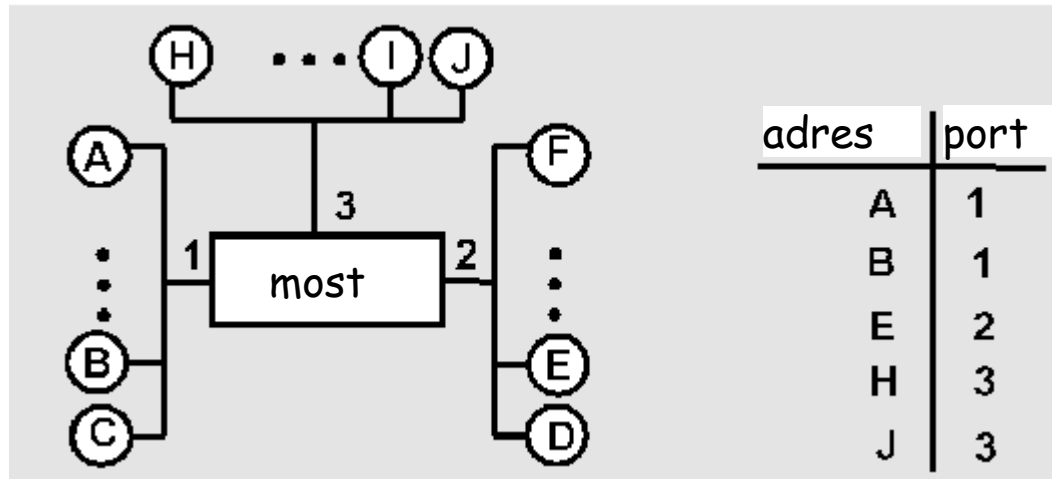 H ••• I J
A
F
3
1
most
2
B
E
C
D
adres port
A 1
B 1
E 2
H 3
J 3